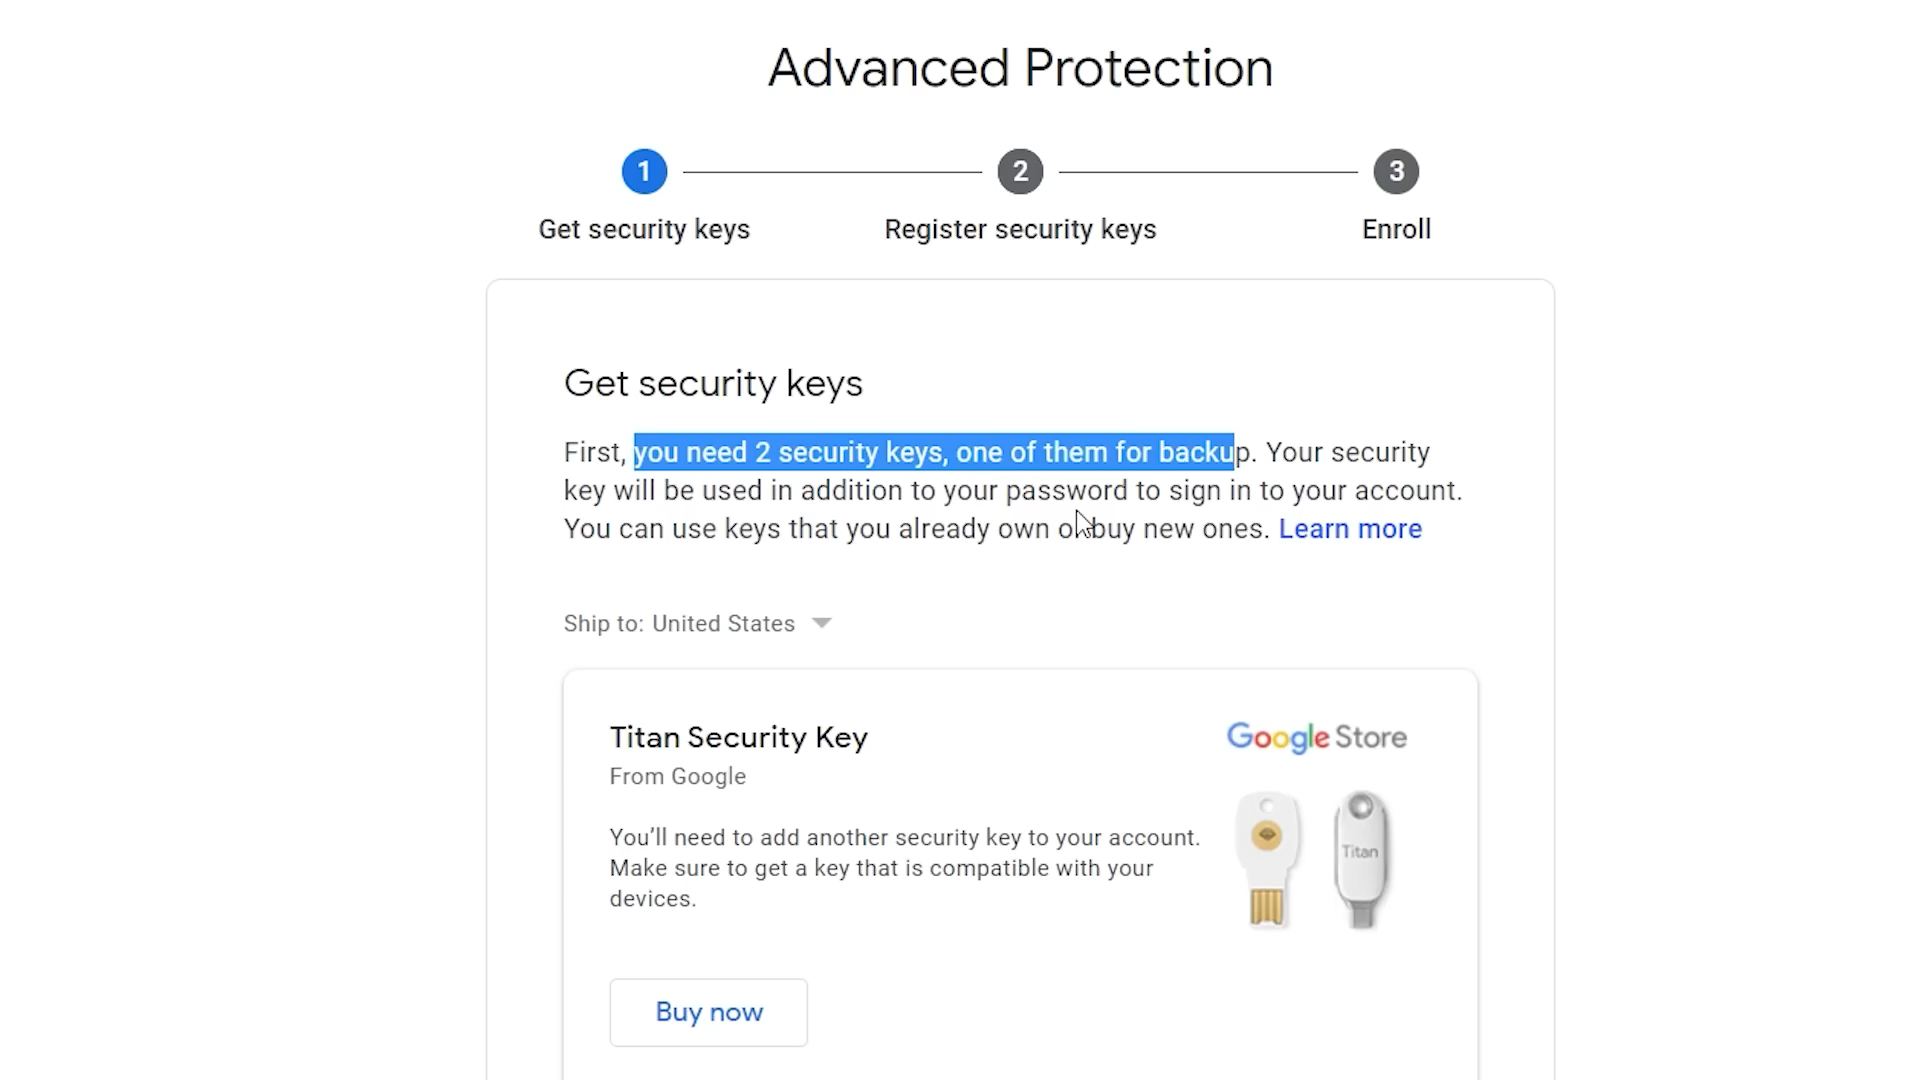 Advanced Protection
1
2
3
Get security keys
Register security keys
Enroll
Get security keys
First, you need 2 security keys, one of them for backup. Your security
key will be used in addition to your password to sign in to your account.
You can use keys that you already own or buy new ones. Learn more
Ship to: United States
Titan Security Key
From Google
Google Store
You’ll need to add another security key to your account.
Make sure to get a key that is compatible with your
devices.
Titan
Buy now